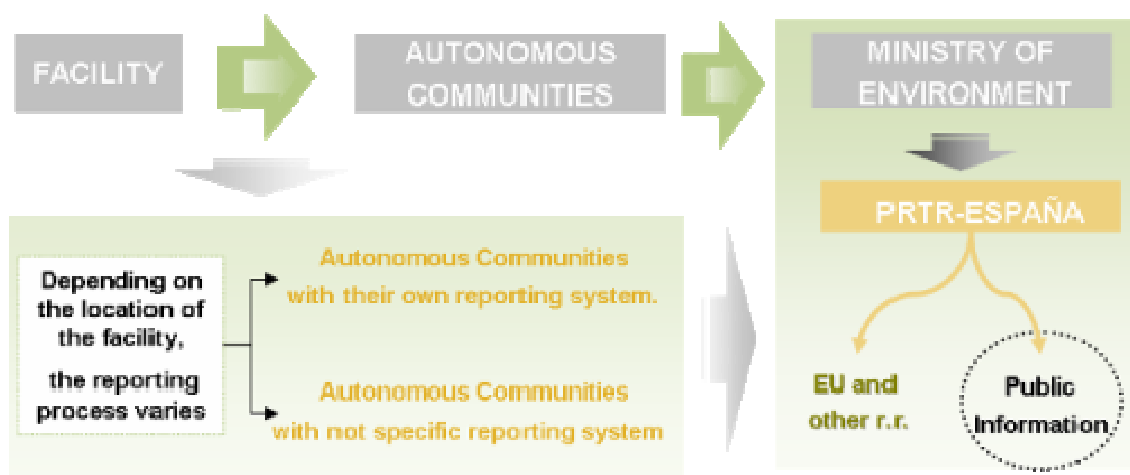 FACILITY
AUTONOMOUS
COMMUNITIES
MINISTRY OF
ENVIRONMENT
PRTR-ESPAÑA
Depending on
the location of
the facility,
the reporting
process varies
Autonomous Communities
with their own reporting system.
Autonomous Communities
with not specific reporting system
EU and
other r.r.
Public
Information